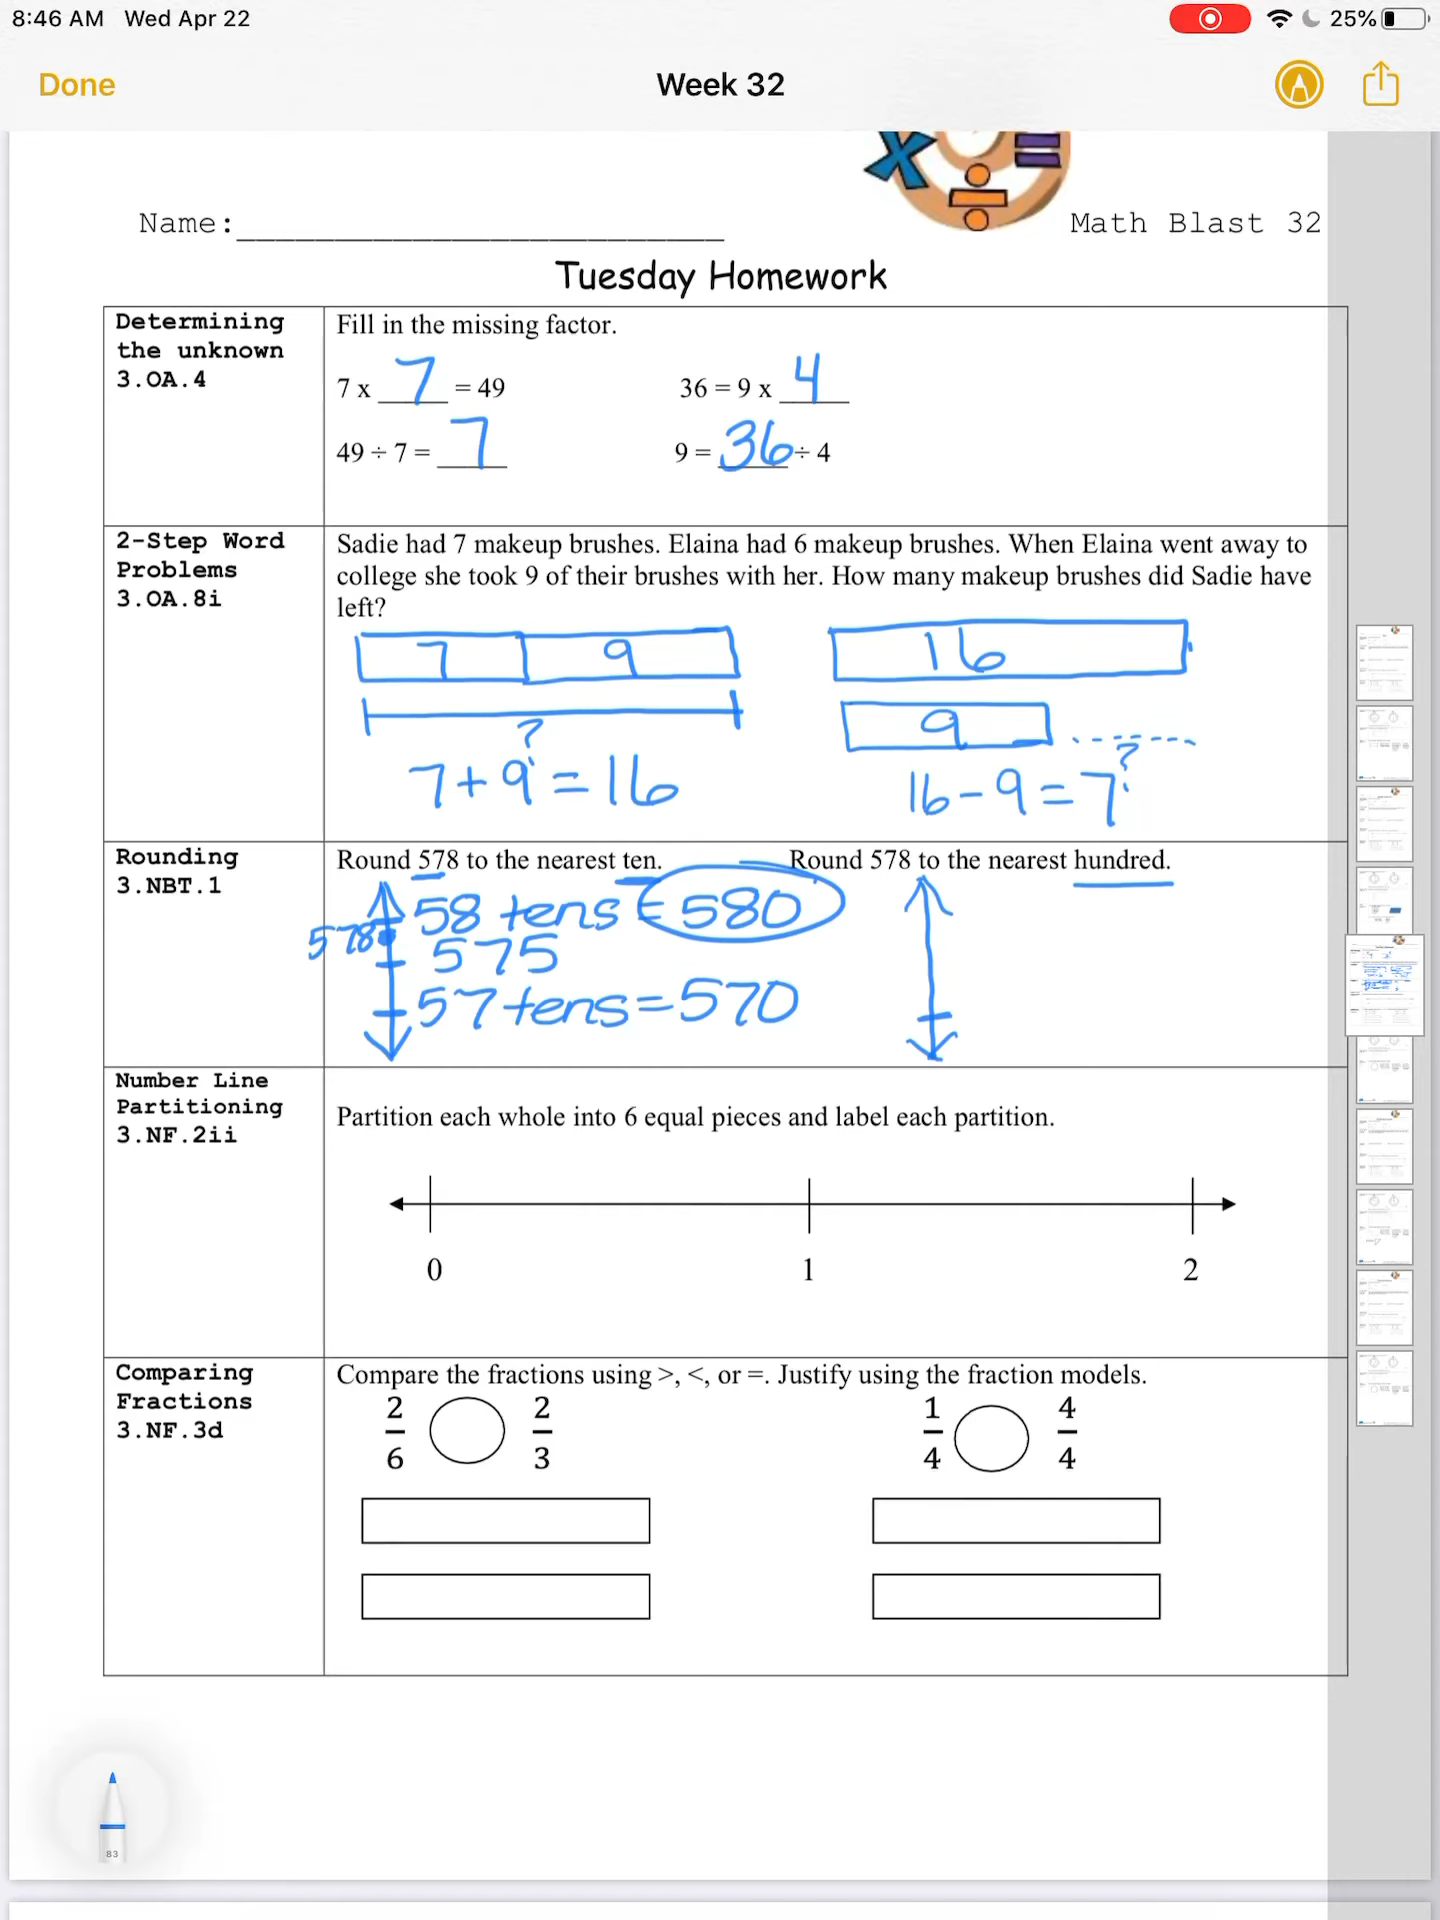 8:46 AM Wed Apr 22
25%
Done
Week 32
Name:
Math Blast 32
Tuesday Homework
Determining
the unknown
3.OA.4
Fill in the missing factor.
7 x 7 = 49
36 = 9 x 4
49 ÷ 7 = 7
9 = 36 ÷ 4
2-Step Word
Problems
3.OA.8i
Sadie had 7 makeup brushes. Elaina had 6 makeup brushes. When Elaina went away to
college she took 9 of their brushes with her. How many makeup brushes did Sadie have
left?
7 9
?
7+9=16
16
9
?
16-9=7
Rounding
3.NBT.1
Round 578 to the nearest ten.
58 tens = 580
578
575
57 tens=570
Round 578 to the nearest hundred.
Number Line
Partitioning
3.NF.2ii
Partition each whole into 6 equal pieces and label each partition.
0 1 2
Comparing
Fractions
3.NF.3d
Compare the fractions using >, <, or =. Justify using the fraction models.
2/6 2/3
1/4 4/4
83